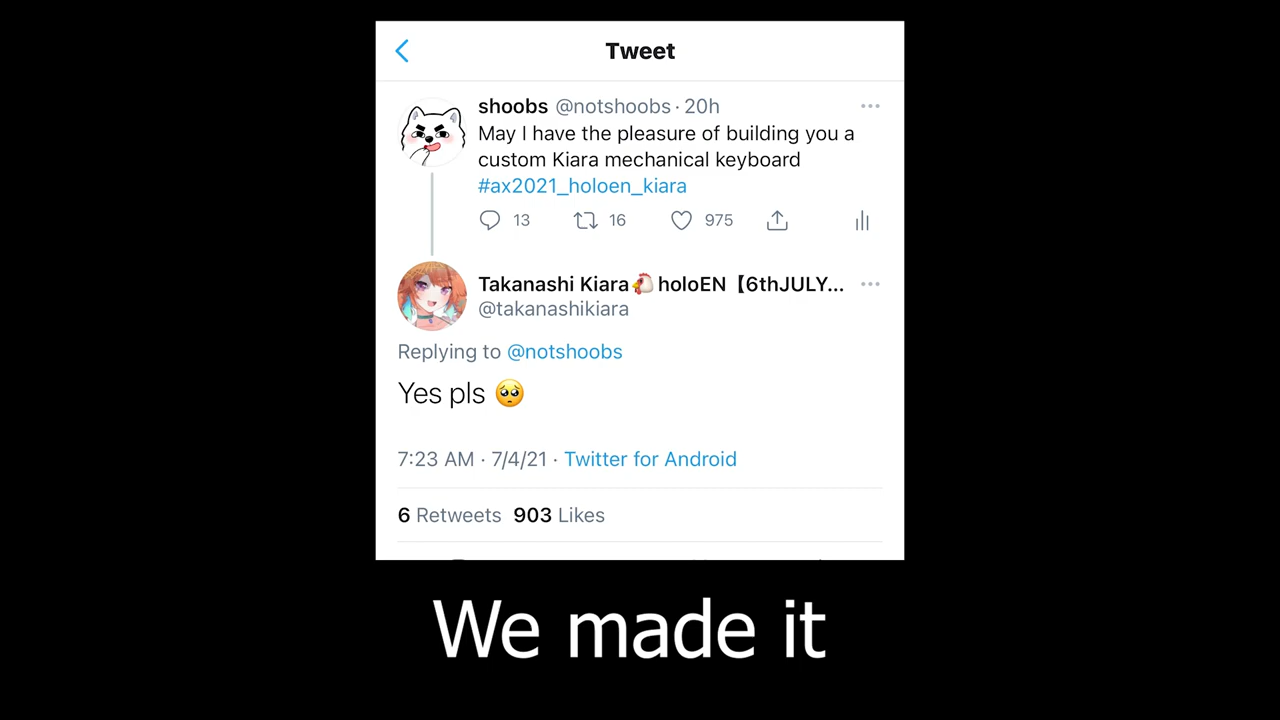 Tweet
shoobs @notshoobs · 20h
May I have the pleasure of building you a
custom Kiara mechanical keyboard
#ax2021_holoen_kiara
13 16 975
Takanashi Kiara🐔holoEN【6thJULY...
@takanashikiara
Replying to @notshoobs
Yes pls 🥺
7:23 AM · 7/4/21 · Twitter for Android
6 Retweets 903 Likes
We made it